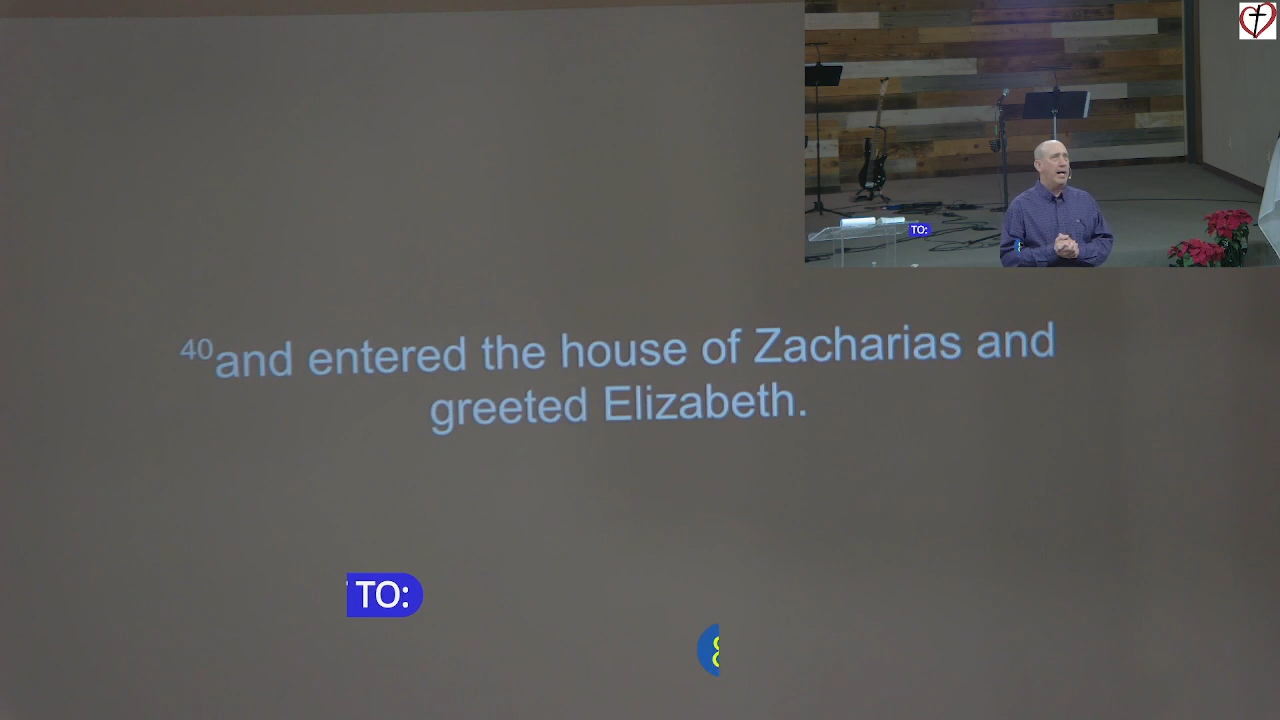 TO:
40and entered the house of Zacharias and
greeted Elizabeth.
TO: